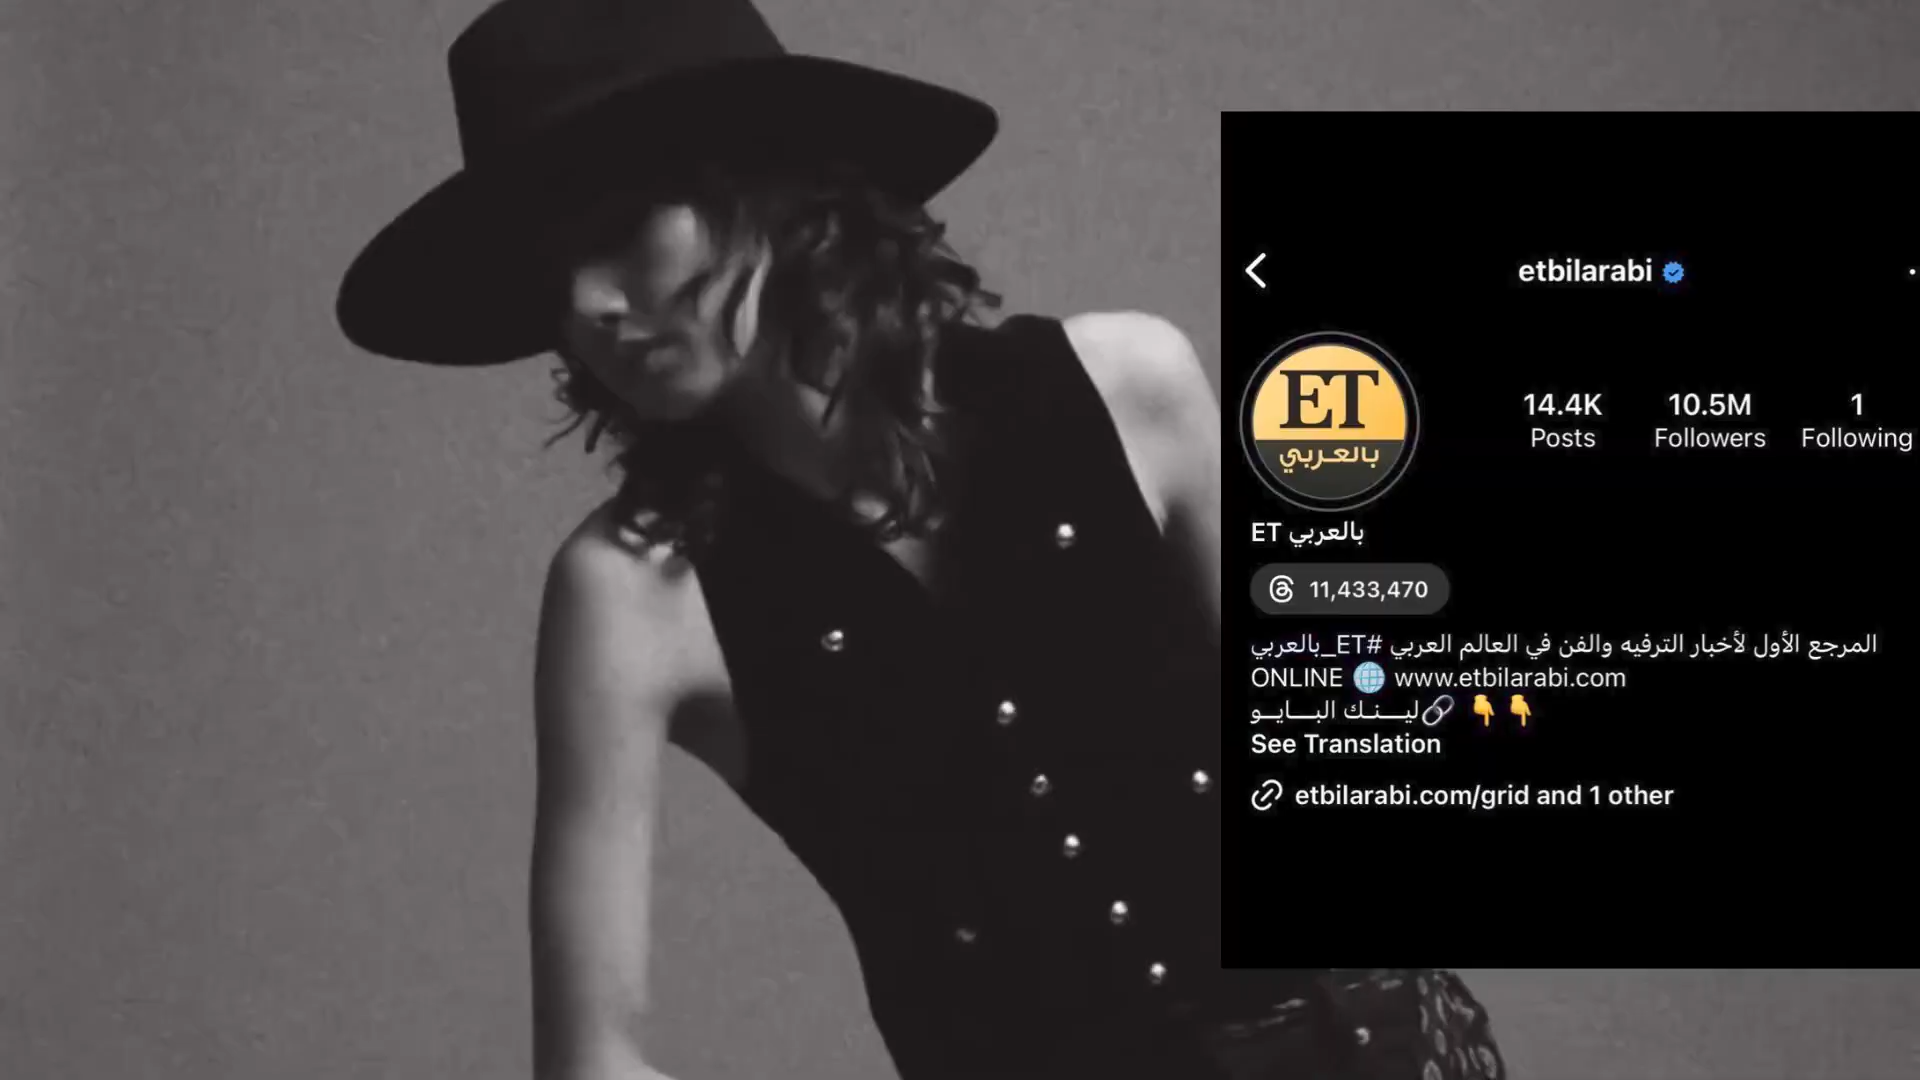 etbilarabi
ET
بالعربي
14.4K
Posts
10.5M
Followers
1
Following
ET بالعربي
11,433,470
المرجع الأول لأخبار الترفيه والفن في العالم العربي #ET_بالعربي
ONLINE 🌐 www.etbilarabi.com
ليـــنـك البـــايــو🔗 👇👇
See Translation
etbilarabi.com/grid and 1 other